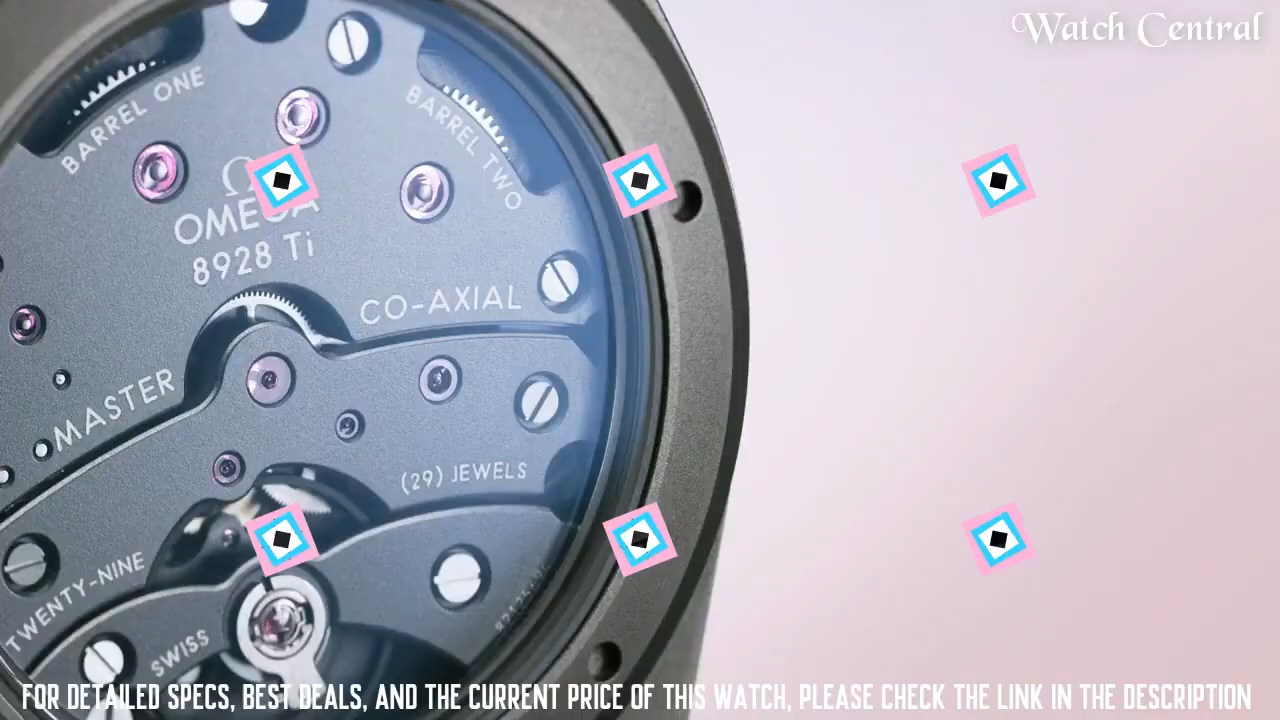 Watch Central
BARREL ONE
BARREL TWO
Ω
OMEGA
8928 Ti
CO-AXIAL
MASTER
(29) JEWELS
TWENTY-NINE
SWISS
FOR DETAILED SPECS, BEST DEALS, AND THE CURRENT PRICE OF THIS WATCH, PLEASE CHECK THE LINK IN THE DESCRIPTION